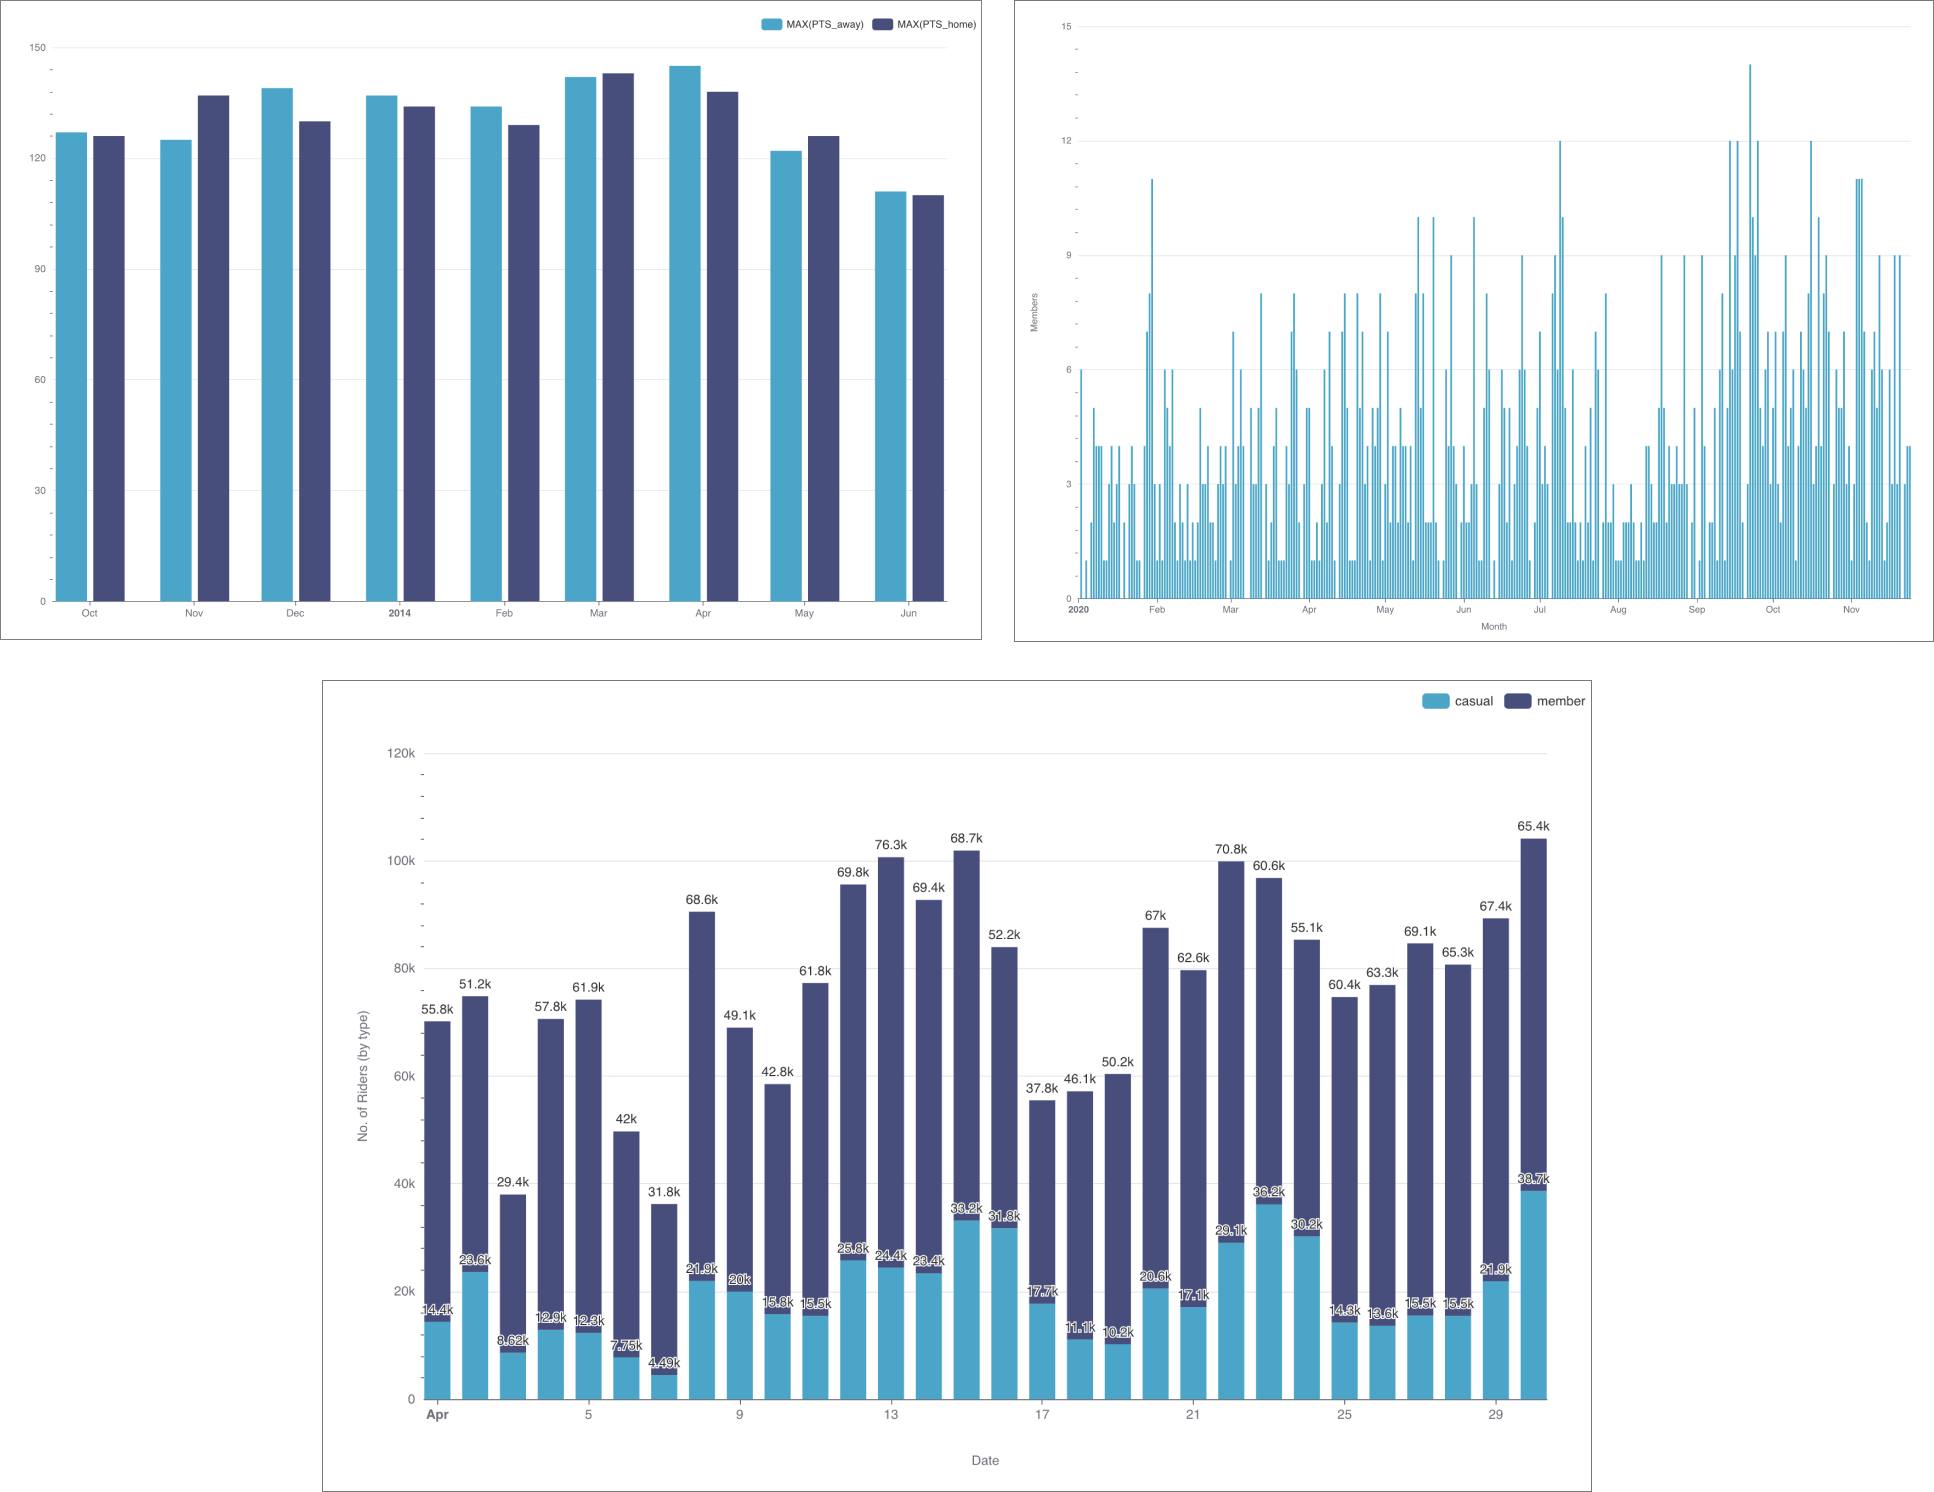 MAX(PTS_away) MAX(PTS_home)
150
120
90
60
30
0
Oct Nov Dec 2014 Feb Mar Apr May Jun
15
12
9
6
3
0
Members
2020 Feb Mar Apr May Jun Jul Aug Sep Oct Nov
Month
casual member
120k
100k
80k
60k
40k
20k
0
No. of Riders (by type)
55.8k 51.2k 29.4k 57.8k 61.9k 42k 31.8k 68.6k 49.1k 42.8k 61.8k 69.8k 76.3k 69.4k 68.7k 52.2k 37.8k 46.1k 50.2k 67k 62.6k 70.8k 60.6k 55.1k 60.4k 63.3k 69.1k 65.3k 67.4k 65.4k
14.4k 23.6k 8.62k 12.9k 12.3k 7.75k 4.49k 21.9k 20k 15.8k 15.5k 25.8k 24.4k 23.4k 33.2k 31.8k 17.7k 11.1k 10.2k 20.6k 17.1k 29.1k 36.2k 30.2k 14.3k 13.6k 15.5k 15.5k 21.9k 38.7k
Apr 5 9 13 17 21 25 29
Date